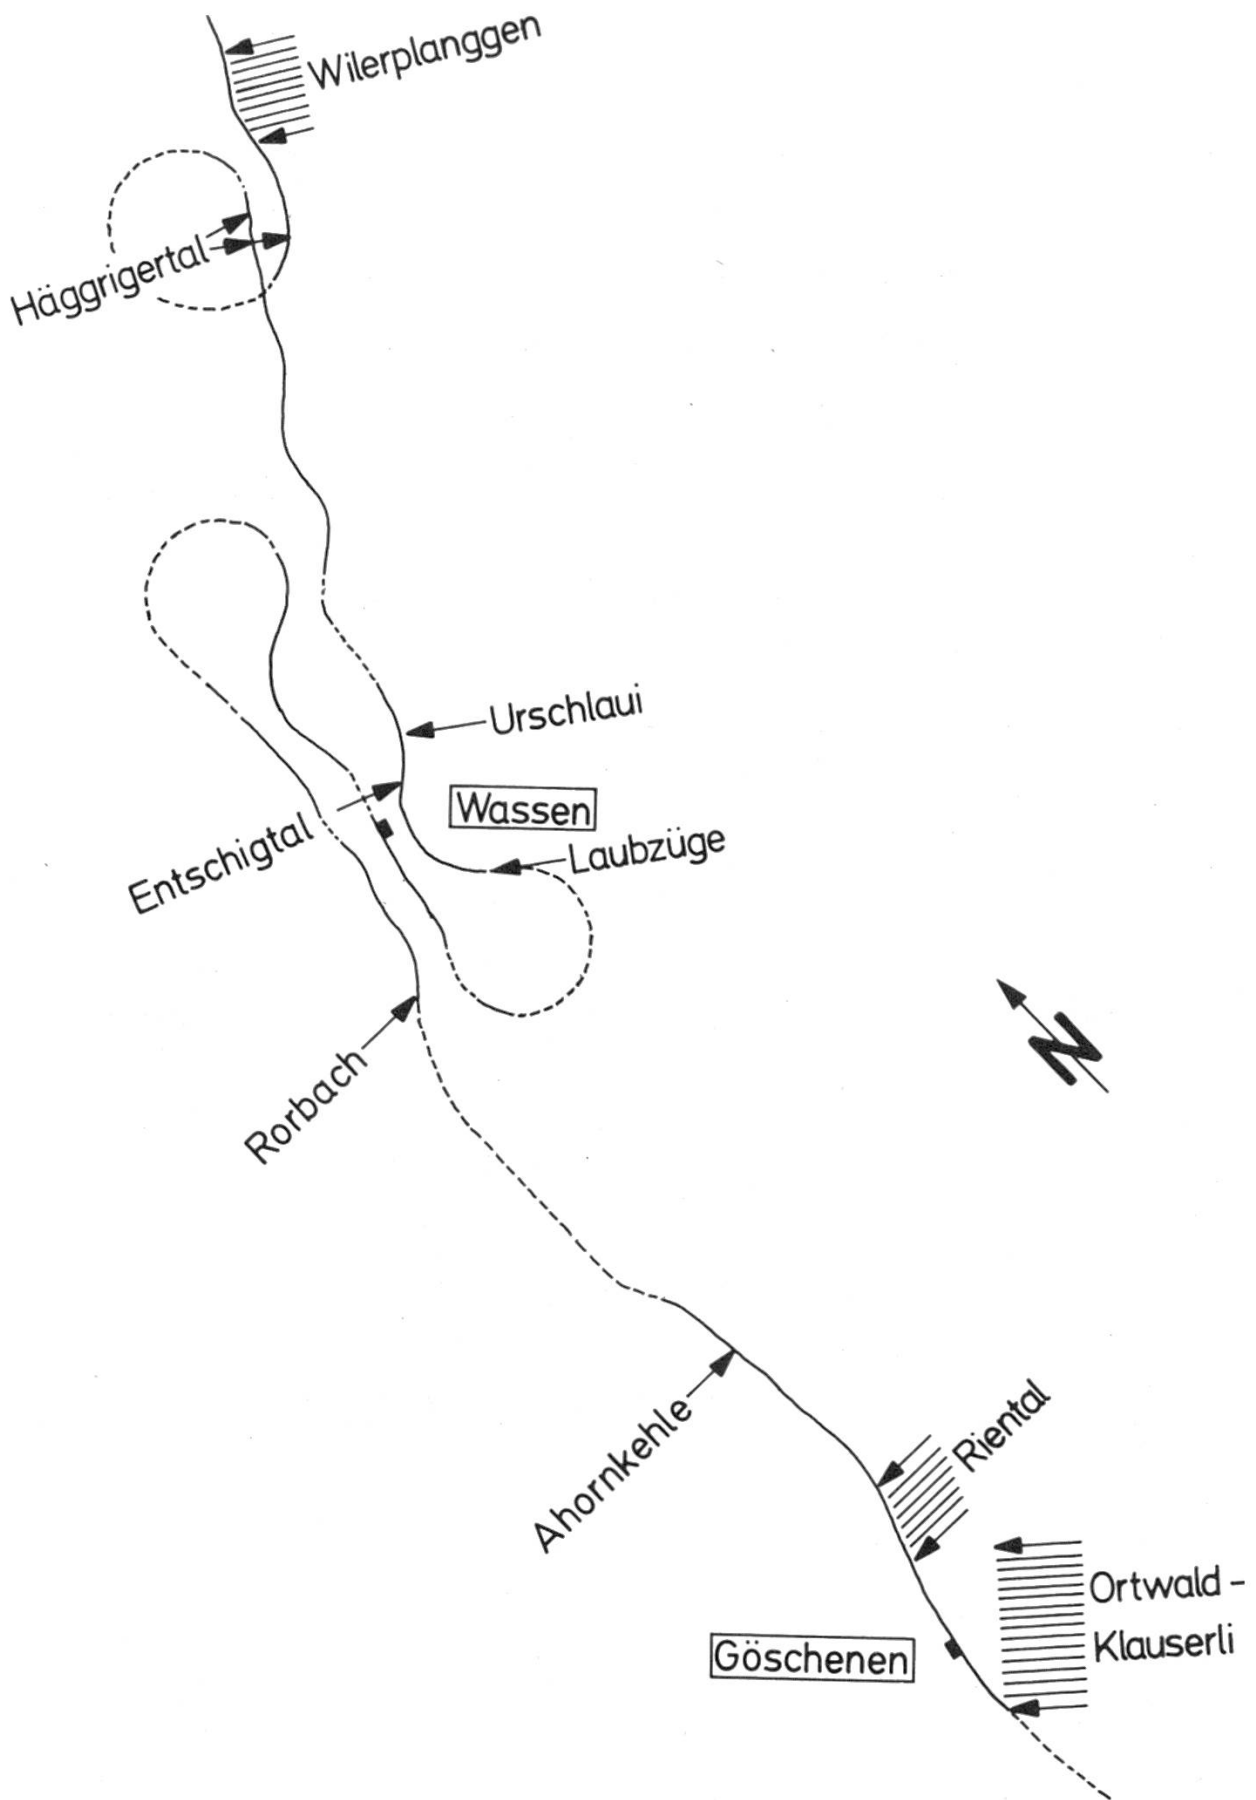 Wilerplanggen
Häggrigertal
Urschlaui
Wassen
Entschigtal
Laubzüge
N
Rorbach
Ahornkehle
Riental
Ortwald -
Klauserli
Göschenen